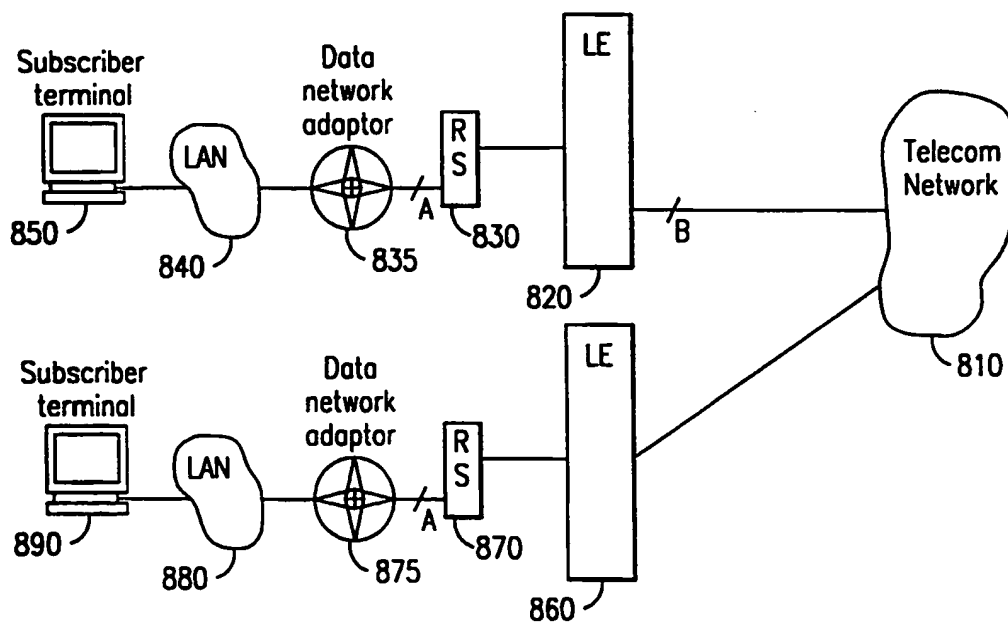 Subscriber
terminal
850
LAN
840
Data
network
adaptor
835
A
R
S
830
LE
820
B
Telecom
Network
810
Subscriber
terminal
890
LAN
880
Data
network
adaptor
875
A
R
S
870
LE
860